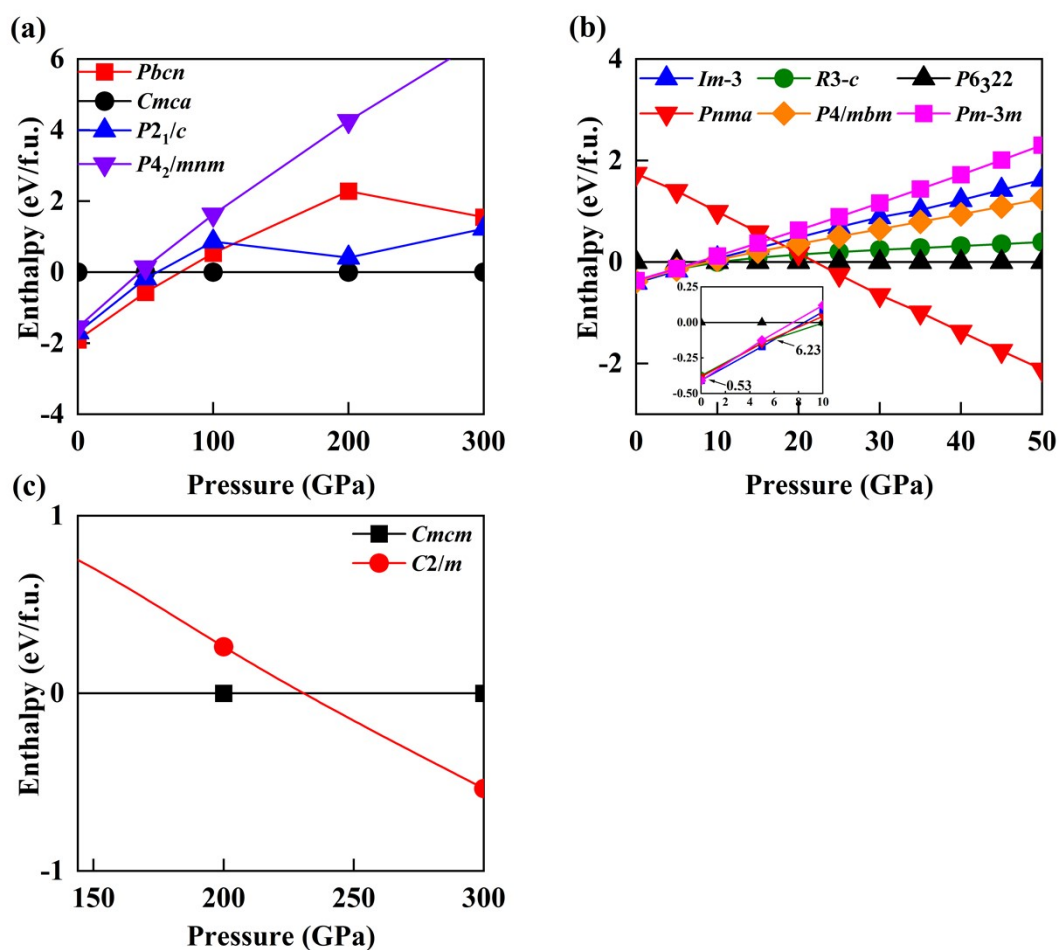 (a)
6
4
2
0
-2
-4
Enthalpy (eV/f.u.)
Pbcn
Cmca
P2₁/c
P4₂/mnm
0 100 200 300
Pressure (GPa)
(b)
4
2
0
-2
Enthalpy (eV/f.u.)
Im-3 R3-c P6₃22
Pnma P4/mbm Pm-3m
0.25
0.00
-0.25
-0.50
6.23
0.53
0 2 4 6 8 10
0 10 20 30 40 50
Pressure (GPa)
(c)
1
0
-1
Enthalpy (eV/f.u.)
Cmcm
C2/m
150 200 250 300
Pressure (GPa)